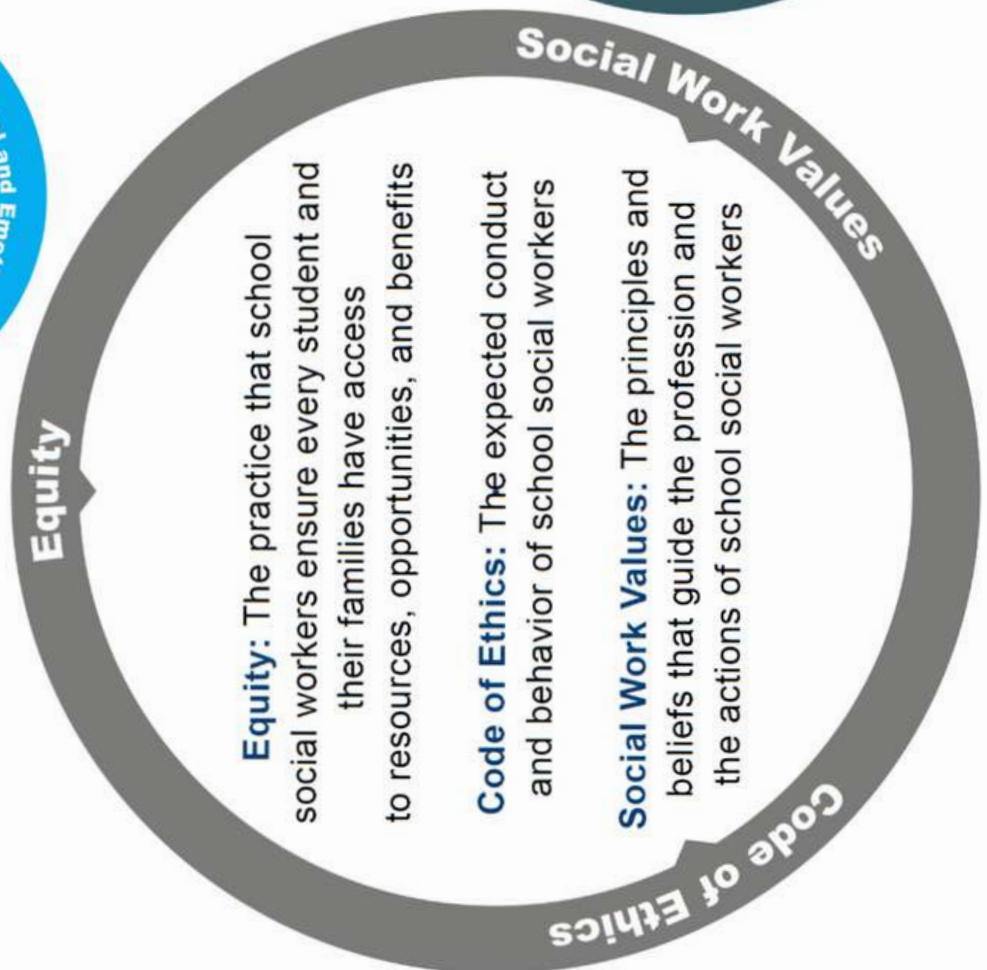 Equity
Social Work Values
Code of Ethics
Equity: The practice that school
social workers ensure every student and
their families have access
to resources, opportunities, and benefits
Code of Ethics: The expected conduct
and behavior of school social workers
Social Work Values: The principles and
beliefs that guide the profession and
the actions of school social workers
and